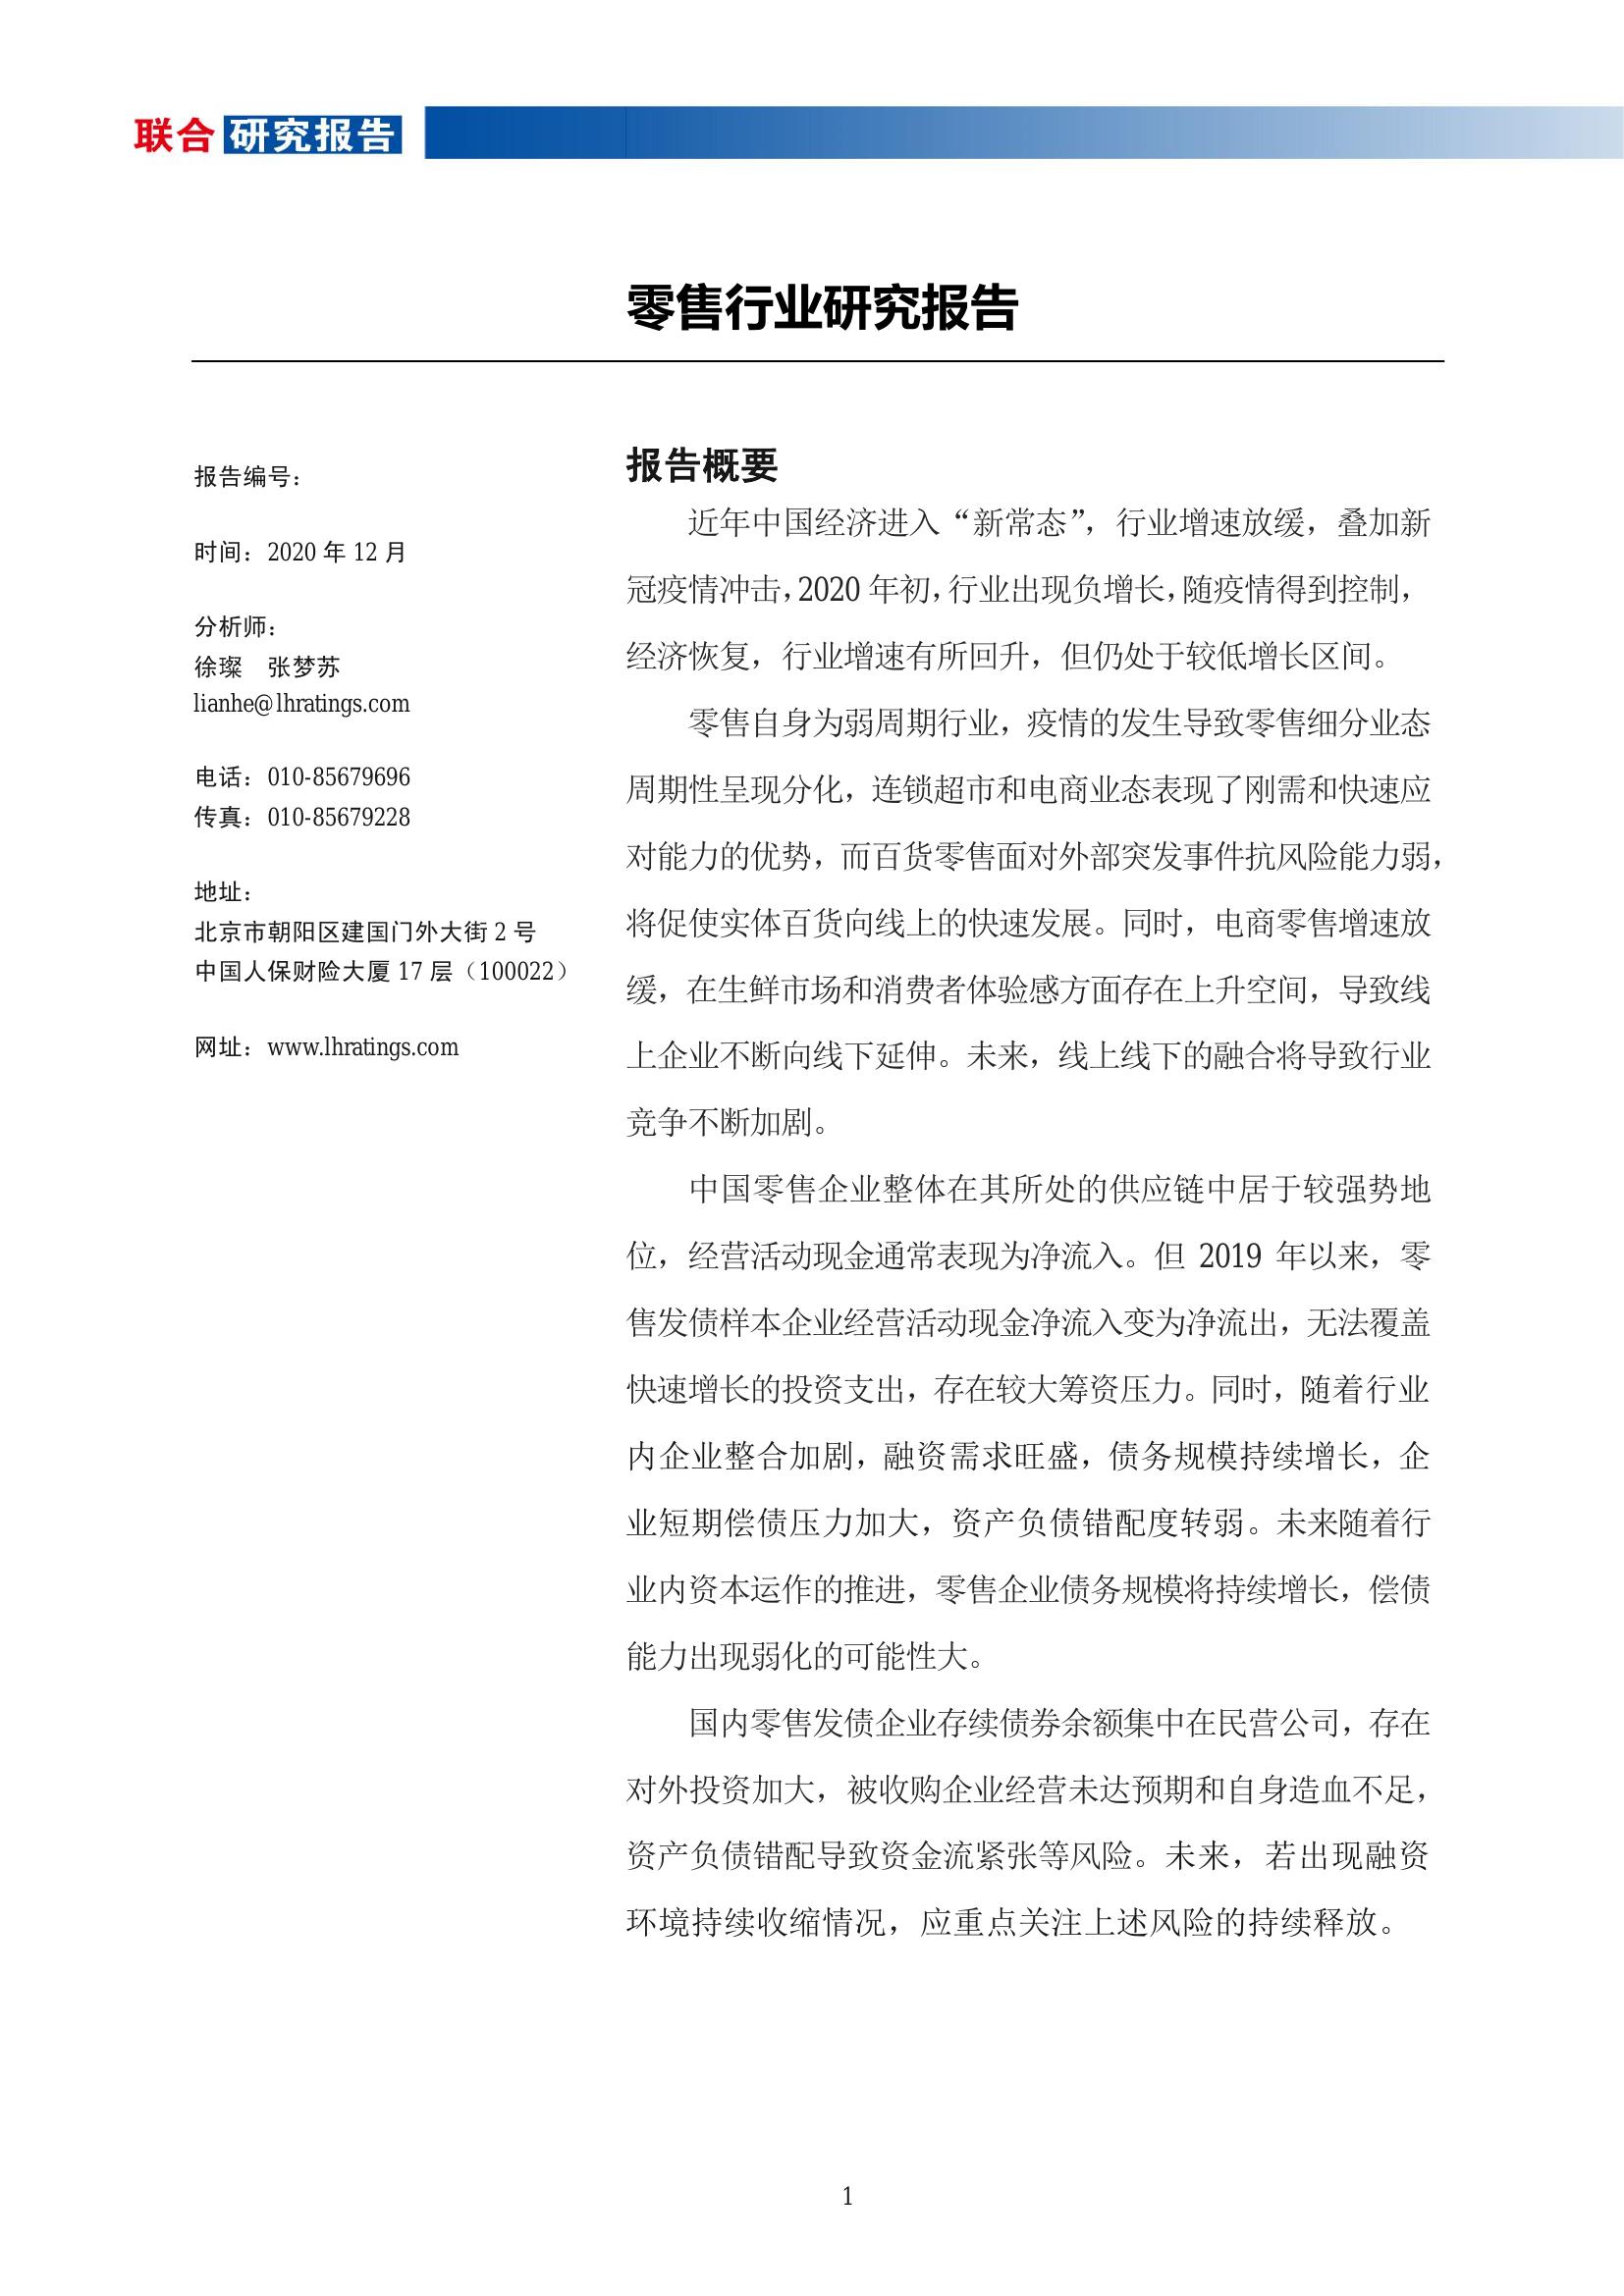 联合 研究报告
零售行业研究报告
报告编号：
时间：2020 年 12 月
分析师：
徐璨　张梦苏
lianhe@lhratings.com
电话：010-85679696
传真：010-85679228
地址：
北京市朝阳区建国门外大街 2 号
中国人保财险大厦 17 层（100022）
网址：www.lhratings.com
报告概要
近年中国经济进入“新常态”，行业增速放缓，叠加新
冠疫情冲击，2020 年初，行业出现负增长，随疫情得到控制，
经济恢复，行业增速有所回升，但仍处于较低增长区间。
零售自身为弱周期行业，疫情的发生导致零售细分业态
周期性呈现分化，连锁超市和电商业态表现了刚需和快速应
对能力的优势，而百货零售面对外部突发事件抗风险能力弱，
将促使实体百货向线上的快速发展。同时，电商零售增速放
缓，在生鲜市场和消费者体验感方面存在上升空间，导致线
上企业不断向线下延伸。未来，线上线下的融合将导致行业
竞争不断加剧。
中国零售企业整体在其所处的供应链中居于较强势地
位，经营活动现金通常表现为净流入。但 2019 年以来，零
售发债样本企业经营活动现金净流入变为净流出，无法覆盖
快速增长的投资支出，存在较大筹资压力。同时，随着行业
内企业整合加剧，融资需求旺盛，债务规模持续增长，企
业短期偿债压力加大，资产负债错配度转弱。未来随着行
业内资本运作的推进，零售企业债务规模将持续增长，偿债
能力出现弱化的可能性大。
国内零售发债企业存续债券余额集中在民营公司，存在
对外投资加大，被收购企业经营未达预期和自身造血不足，
资产负债错配导致资金流紧张等风险。未来，若出现融资
环境持续收缩情况，应重点关注上述风险的持续释放。
1